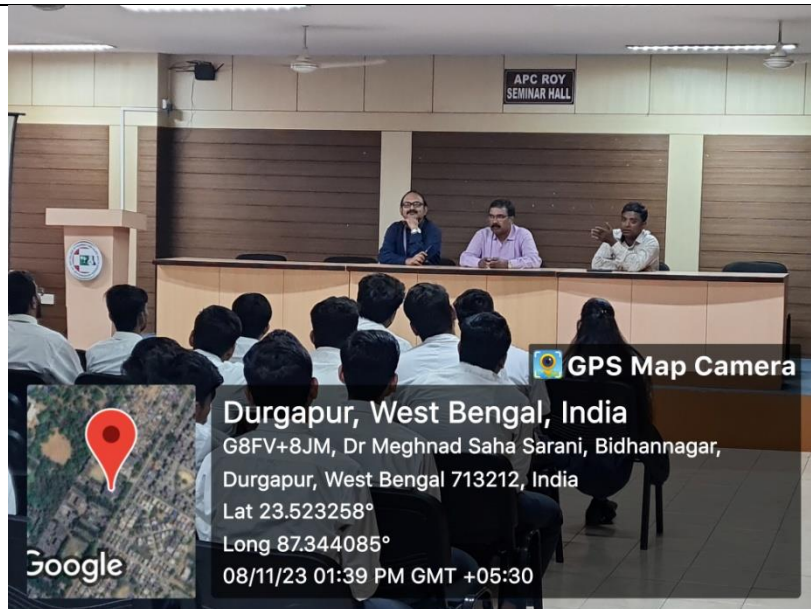 APC ROY
SEMINAR HALL
GPS Map Camera
Durgapur, West Bengal, India
G8FV+8JM, Dr Meghnad Saha Sarani, Bidhannagar,
Durgapur, West Bengal 713212, India
Lat 23.523258°
Long 87.344085°
08/11/23 01:39 PM GMT +05:30
Google